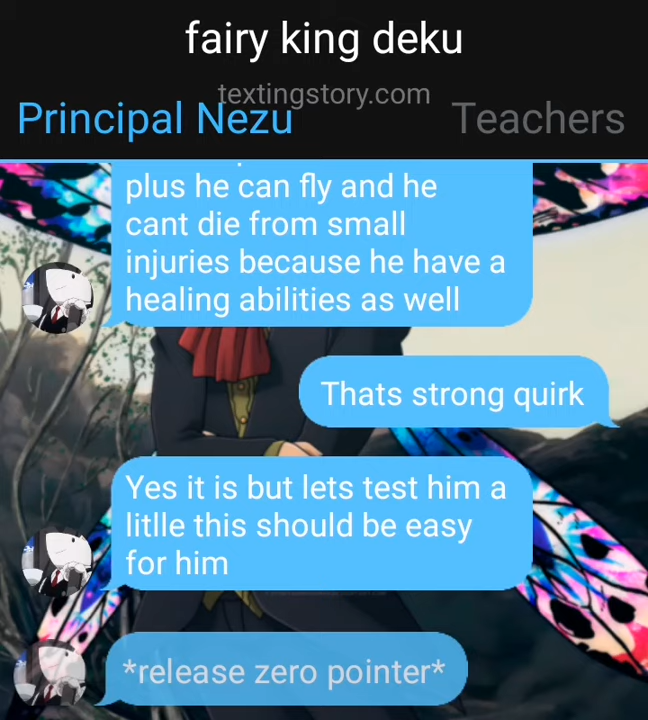 fairy king deku
textingstory.com
Principal Nezu
Teachers
plus he can fly and he
cant die from small
injuries because he have a
healing abilities as well
Thats strong quirk
Yes it is but lets test him a
litlle this should be easy
for him
*release zero pointer*